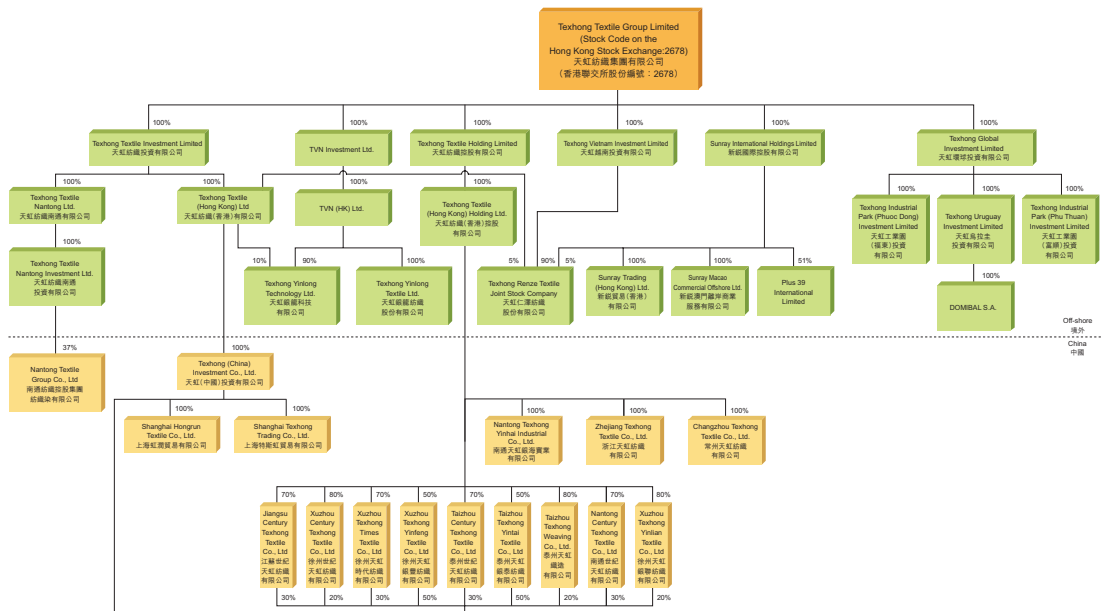 Texhong Textile Group Limited
(Stock Code on the
Hong Kong Stock Exchange:2678)
天虹紡織集團有限公司
（香港聯交所股份編號：2678）
100%
100%
100%
100%
100%
100%
Texhong Textile Investment Limited
天虹紡織投資有限公司
TVN Investment Ltd.
Texhong Textile Holding Limited
天虹紡織控股有限公司
Texhong Vietnam Investment Limited
天虹越南投資有限公司
Sunray International Holdings Limited
新鋭國際控股有限公司
Texhong Global
Investment Limited
天虹環球投資有限公司
100%
100%
100%
100%
100%
100%
100%
Texhong Textile
Nantong Ltd.
天虹紡織南通有限公司
Texhong Textile
(Hong Kong) Ltd
天虹紡織(香港)有限公司
TVN (HK) Ltd.
Texhong Textile
(Hong Kong) Holding Ltd.
天虹紡織(香港)控股
有限公司
Texhong Industrial
Park (Phuoc Dong)
Investment Limited
天虹工業園
(福東)投資
有限公司
Texhong Uruguay
Investment Limited
天虹烏拉圭
投資有限公司
Texhong Industrial
Park (Phu Thuan)
Investment Limited
天虹工業園
(富順)投資
有限公司
100%
Texhong Textile
Nantong Investment Ltd.
天虹紡織南通
投資有限公司
10%
90%
Texhong Yinlong
Technology Ltd.
天虹銀龍科技
有限公司
100%
Texhong Yinlong
Textile Ltd.
天虹銀龍紡織
股份有限公司
5%
90%
5%
Texhong Renze Textile
Joint Stock Company
天虹仁澤紡織
股份有限公司
100%
Sunray Trading
(Hong Kong) Ltd.
新鋭貿易(香港)
有限公司
100%
Sunray Macao
Commercial Offshore Ltd.
新鋭澳門離岸商業
服務有限公司
51%
Plus 39
International
Limited
100%
DOMIBAL S.A.
Off-shore
境外
China
中國
37%
Nantong Textile
Group Co., Ltd
南通紡織控股集團
紡織染有限公司
100%
Texhong (China)
Investment Co., Ltd.
天虹(中國)投資有限公司
100%
Shanghai Hongrun
Textile Co., Ltd.
上海虹潤貿易有限公司
100%
Shanghai Texhong
Trading Co., Ltd.
上海特斯虹貿易有限公司
100%
Nantong Texhong
Yinhai Industrial
Co., Ltd.
南通天虹銀海實業
有限公司
100%
Zhejiang Texhong
Textile Co., Ltd.
浙江天虹紡織
有限公司
100%
Changzhou Texhong
Textile Co., Ltd.
常州天虹紡織
有限公司
70%
80%
70%
50%
70%
50%
80%
70%
80%
Jiangsu
Century
Texhong
Textile
Co., Ltd
江蘇世紀
天虹紡織
有限公司
Xuzhou
Century
Texhong
Textile
Co., Ltd
徐州世紀
天虹紡織
有限公司
Xuzhou
Texhong
Times
Textile
Co., Ltd
徐州天虹
時代紡織
有限公司
Xuzhou
Texhong
Yinfeng
Textile
Co., Ltd
徐州天虹
銀豐紡織
有限公司
Taizhou
Century
Texhong
Textile
Co., Ltd
泰州世紀
天虹紡織
有限公司
Taizhou
Texhong
Yintai
Textile
Co., Ltd
泰州天虹
銀泰紡織
有限公司
Taizhou
Texhong
Weaving
Co., Ltd.
泰州天虹
織造
有限公司
Nantong
Century
Texhong
Textile
Co., Ltd
南通世紀
天虹紡織
有限公司
Xuzhou
Texhong
Yinlian
Textile
Co., Ltd
徐州天虹
銀聯紡織
有限公司
30%
20%
30%
50%
30%
50%
20%
30%
20%